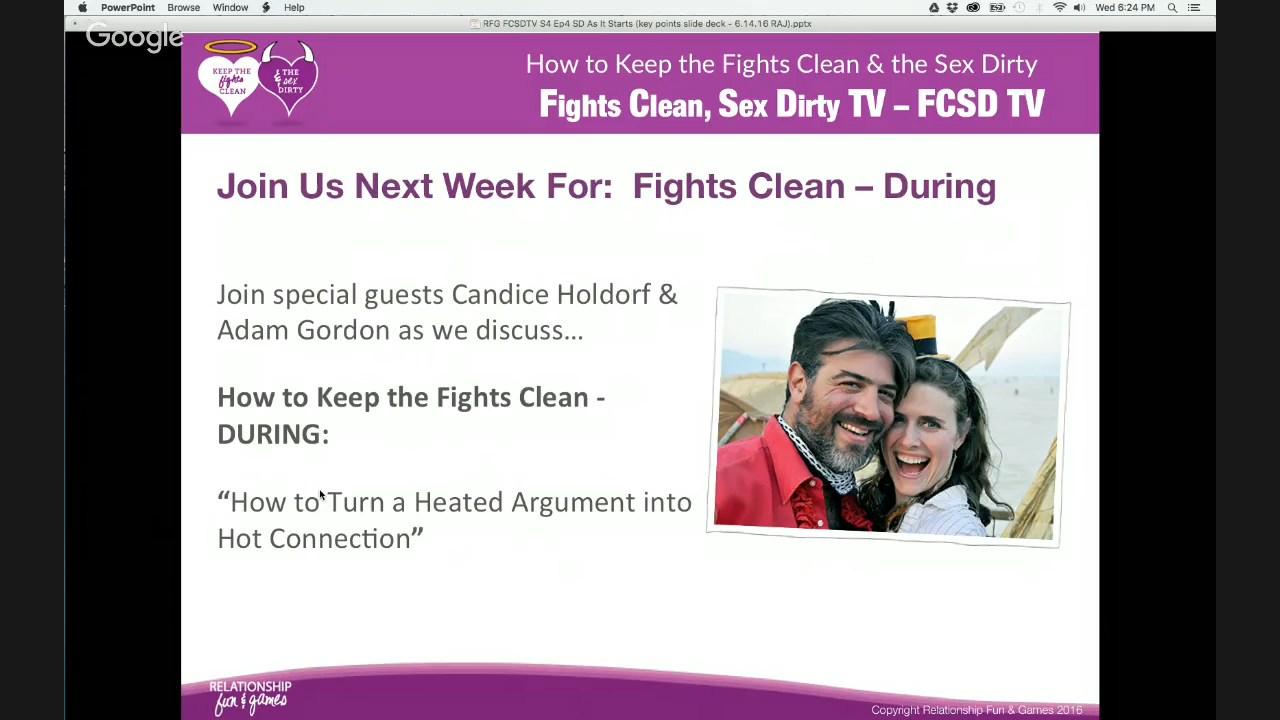 PowerPoint Browse Window Help Wed 6:24 PM
RFG FCSDTV S4 Ep4 SD As It Starts (key points slide deck - 6.14.16 RAJ).pptx
Google
KEEP THE
fights
CLEAN
& THE
sex
DIRTY
How to Keep the Fights Clean & the Sex Dirty
Fights Clean, Sex Dirty TV – FCSD TV
Join Us Next Week For: Fights Clean – During
Join special guests Candice Holdorf &
Adam Gordon as we discuss...
How to Keep the Fights Clean -
DURING:
“How to Turn a Heated Argument into
Hot Connection”
RELATIONSHIP
fun & games
Copyright Relationship Fun & Games 2016